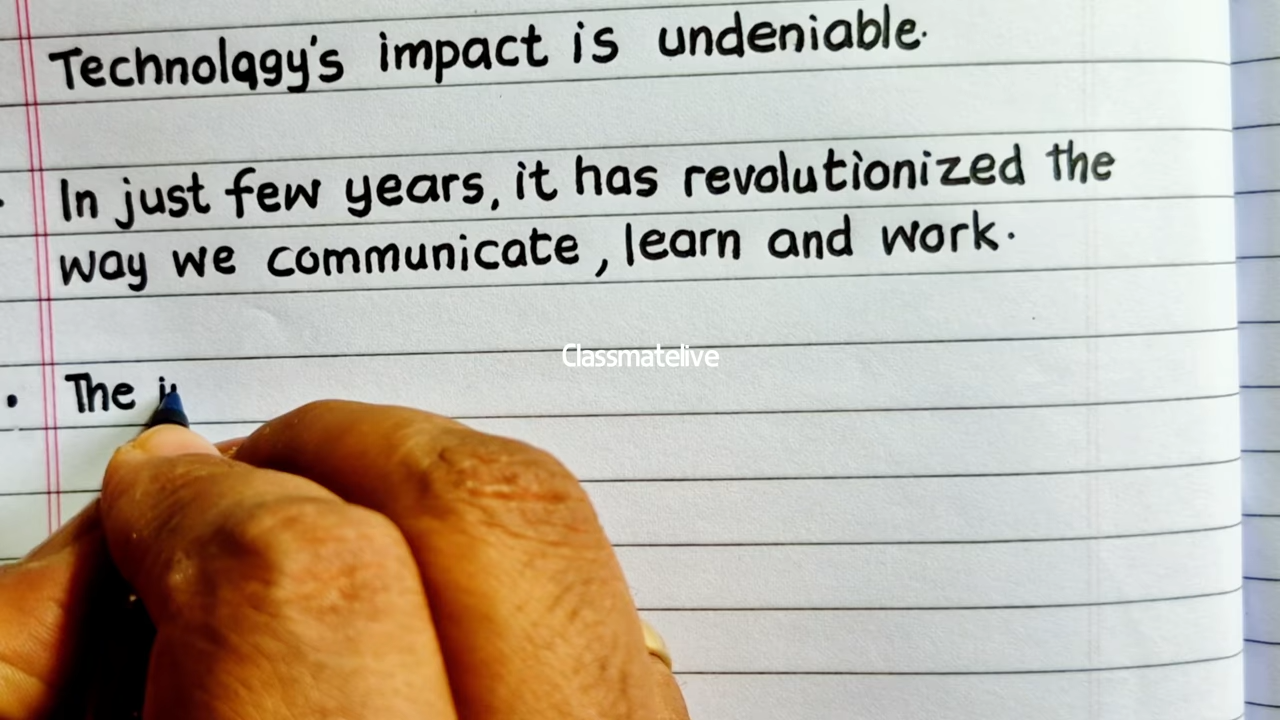 Technology's impact is undeniable.
In just few years, it has revolutionized the
way we communicate, learn and work.
Classmatelive
• The